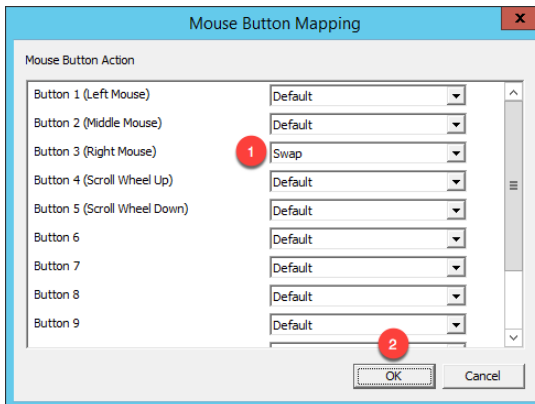 Mouse Button Mapping
x
Mouse Button Action
Button 1 (Left Mouse) Default
Button 2 (Middle Mouse) Default
Button 3 (Right Mouse) 1 Swap
Button 4 (Scroll Wheel Up) Default
Button 5 (Scroll Wheel Down) Default
Button 6 Default
Button 7 Default
Button 8 Default
Button 9 Default
2
OK Cancel